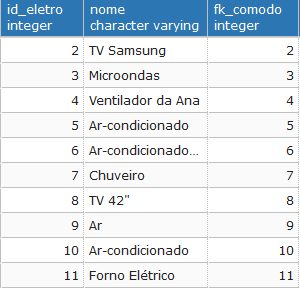 id_eletro nome fk_comodo
integer character varying integer
2 TV Samsung 2
3 Microondas 3
4 Ventilador da Ana 4
5 Ar-condicionado 5
6 Ar-condicionado... 6
7 Chuveiro 7
8 TV 42" 8
9 Ar 9
10 Ar-condicionado 10
11 Forno Elétrico 11